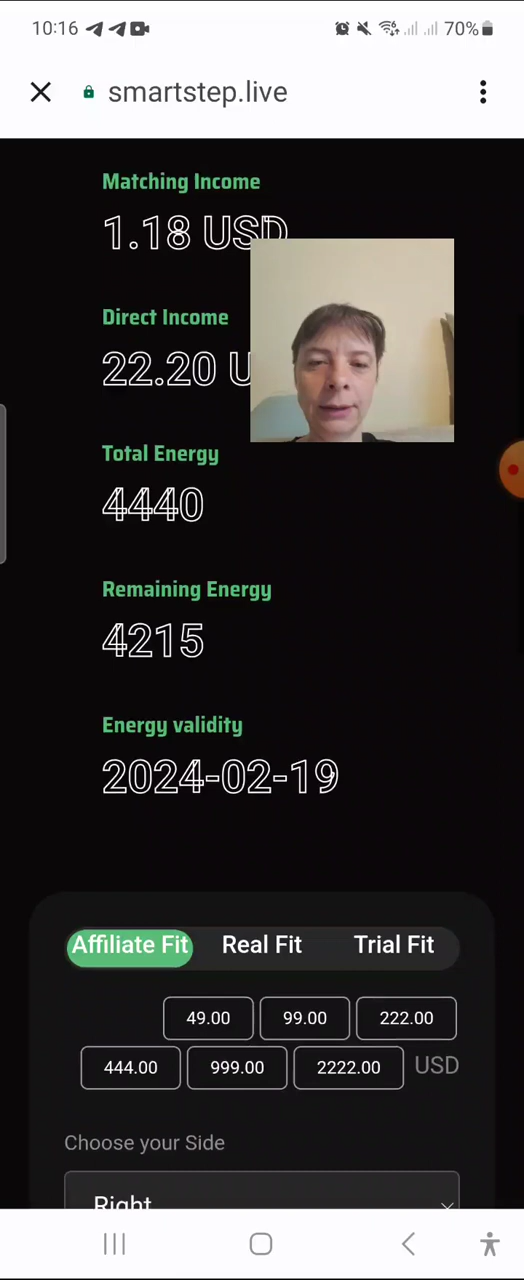 10:16 70%
smartstep.live
Matching Income
1.18 USD
Direct Income
22.20
Total Energy
4440
Remaining Energy
4215
Energy validity
2024-02-19
Affiliate Fit Real Fit Trial Fit
49.00 99.00 222.00
444.00 999.00 2222.00 USD
Choose your Side
Right